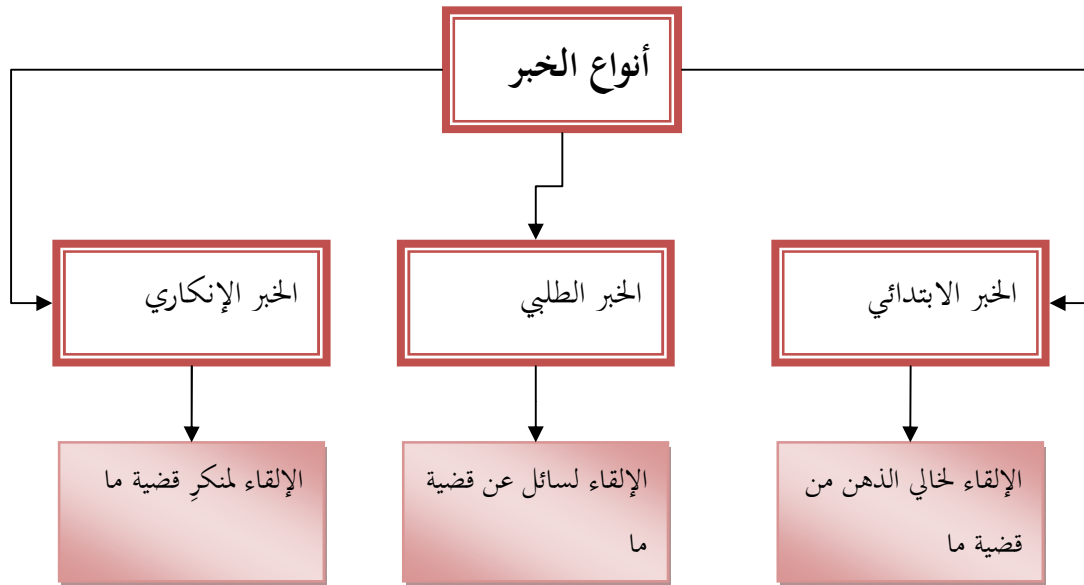 أنواع الخبر
الخبر الابتدائي
الخبر الطلبي
الخبر الإنكاري
الإلقاء لخالي الذهن من
قضية ما
الإلقاء لسائل عن قضية
ما
الإلقاء لمنكرِ قضية ما